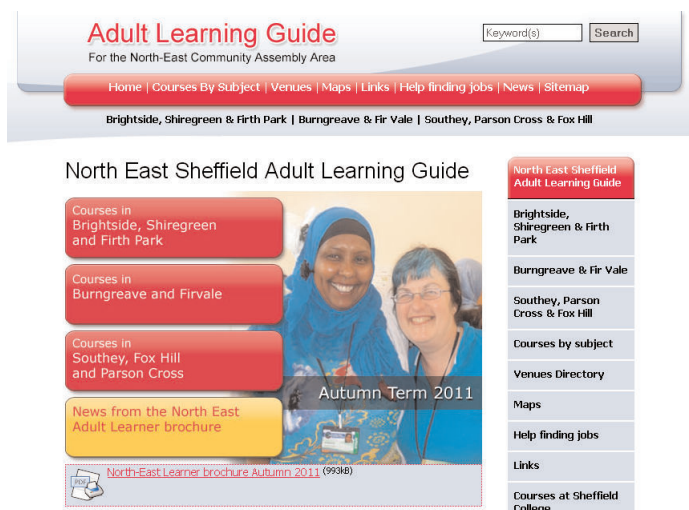 Adult Learning Guide
For the North-East Community Assembly Area
Keyword(s)
Search
Home | Courses By Subject | Venues | Maps | Links | Help finding jobs | News | Sitemap
Brightside, Shiregreen & Firth Park | Burngreave & Fir Vale | Southey, Parson Cross & Fox Hill
North East Sheffield Adult Learning Guide
Courses in
Brightside, Shiregreen
and Firth Park
Courses in
Burngreave and Firvale
Courses in
Southey, Fox Hill
and Parson Cross
News from the North East
Adult Learner brochure
Autumn Term 2011
PDF
North-East Learner brochure Autumn 2011 (993kB)
North East Sheffield
Adult Learning Guide
Brightside,
Shiregreen & Firth
Park
Burngreave & Fir Vale
Southey, Parson
Cross & Fox Hill
Courses by subject
Venues Directory
Maps
Help finding jobs
Links
Courses at Sheffield
College